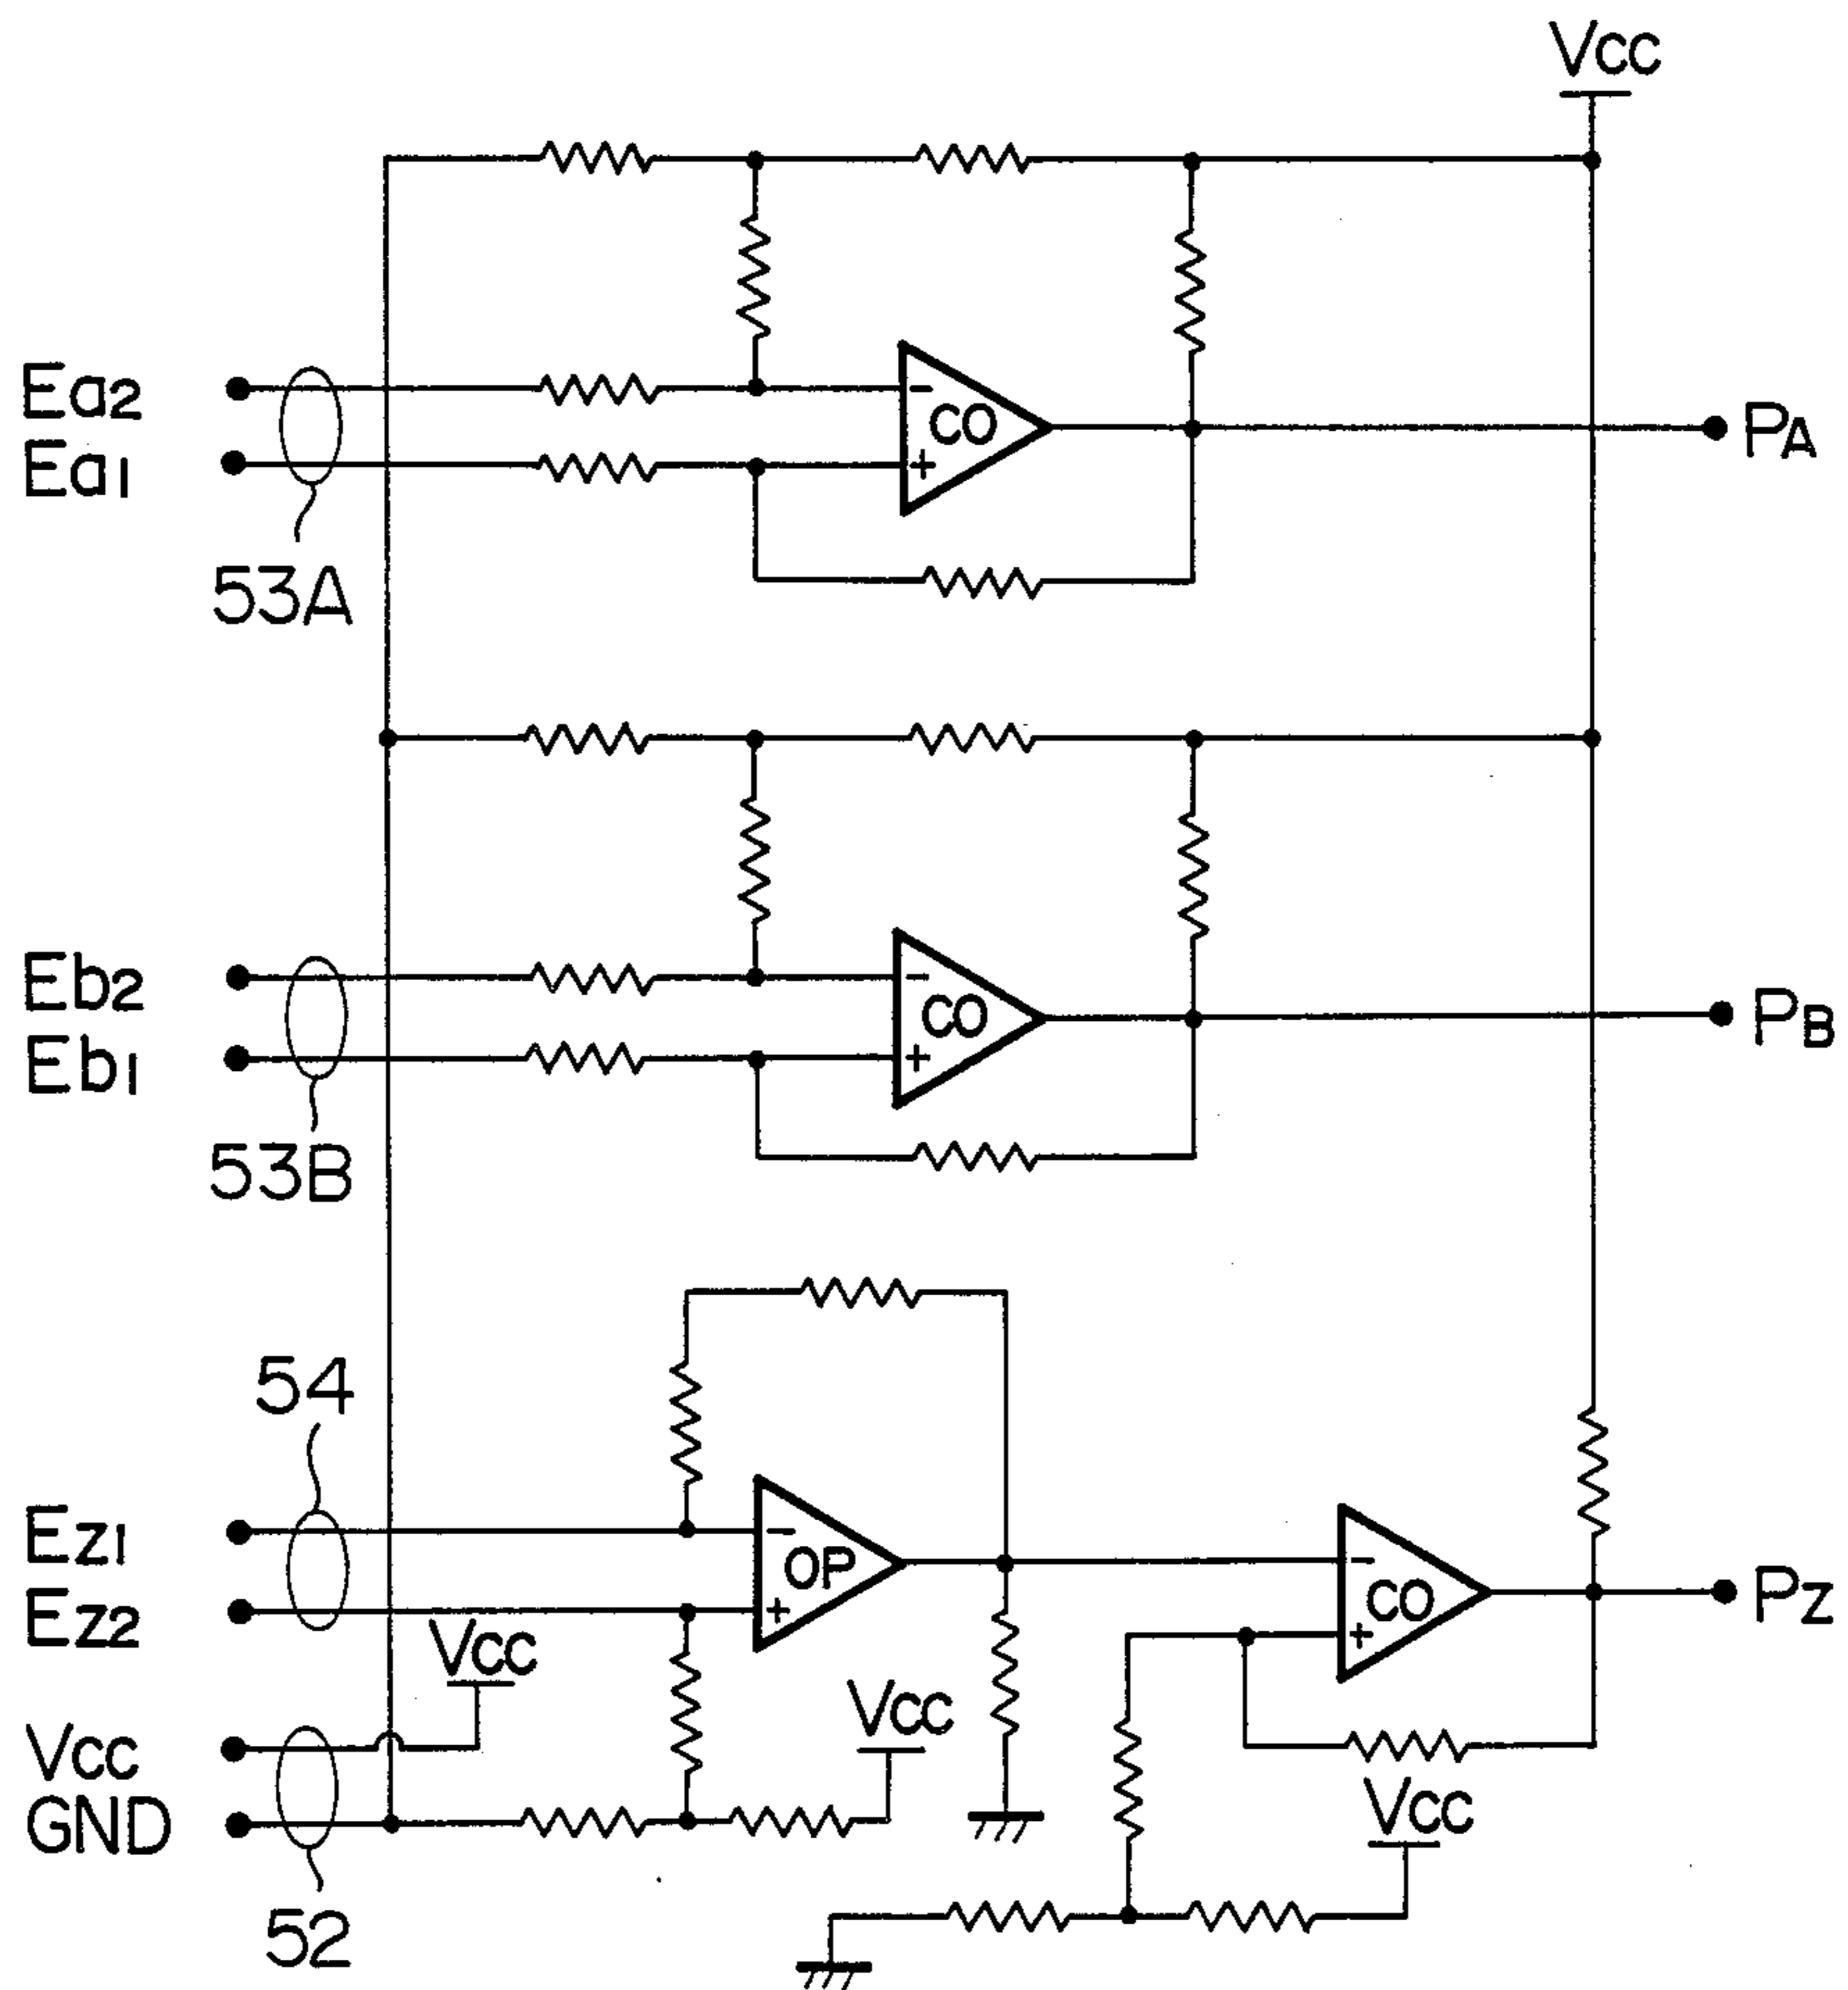 Vcc
Ea2
-
CO
PA
Ea1
+
53A
Eb2
-
CO
PB
Eb1
+
53B
54
Ez1
-
OP
-
CO
PZ
Ez2
+
+
Vcc
Vcc
Vcc
Vcc
GND
52